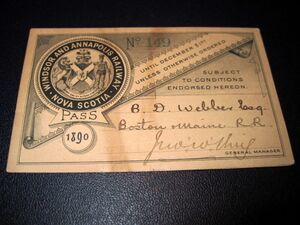 WINDSOR AND ANNAPOLIS RAILWAY
NOVA SCOTIA
PASS
1890
No 149
UNTIL DECEMBER 31ST
UNLESS OTHERWISE ORDERED
SUBJECT
TO CONDITIONS
ENDORSED HEREON.
B. D. Webber Esq.
Boston & Maine R. R.
GENERAL MANAGER